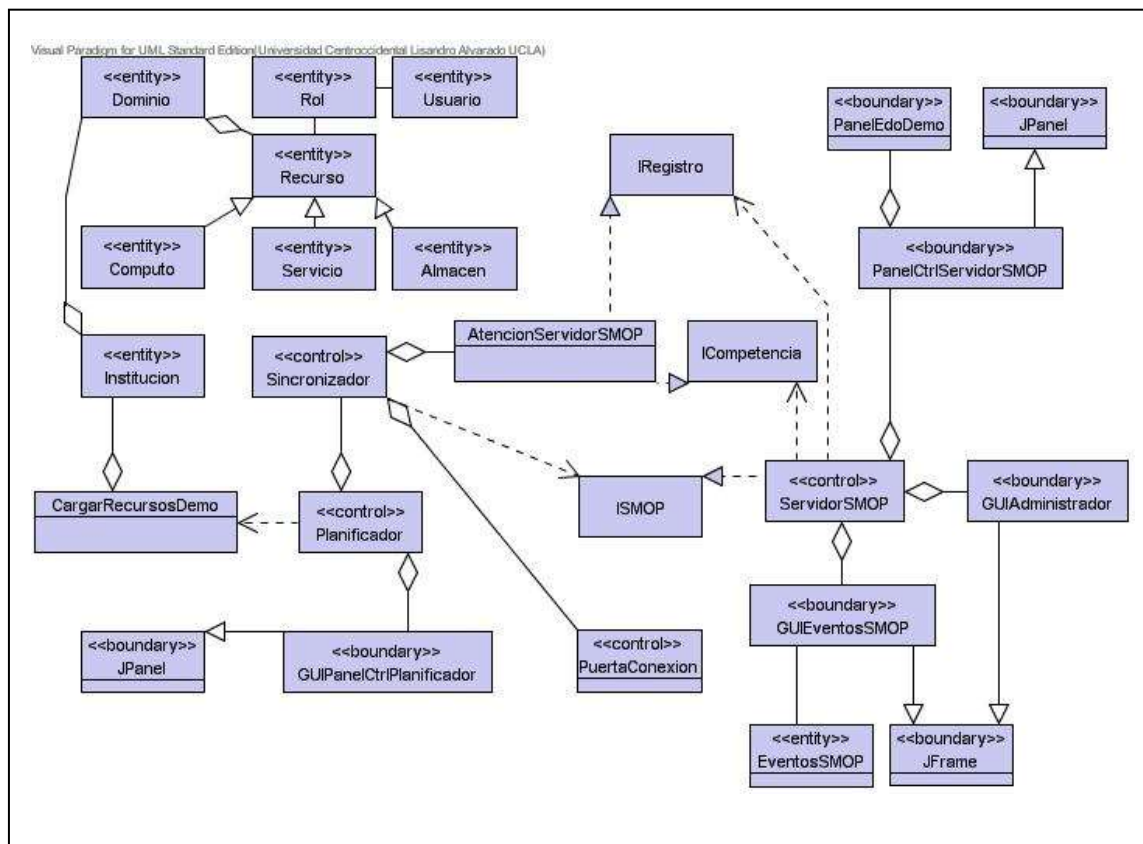 Visual Paradigm for UML Standard Edition(Universidad Centroccidental Lisandro Alvarado UCLA)
<<entity>>
Dominio
<<entity>>
Rol
<<entity>>
Usuario
<<boundary>>
PanelEdoDemo
<<boundary>>
JPanel
<<entity>>
Recurso
IRegistro
<<entity>>
Computo
<<entity>>
Servicio
<<entity>>
Almacen
<<boundary>>
PanelCtrlServidorSMOP
<<entity>>
Institucion
<<control>>
Sincronizador
AtencionServidorSMOP
ICompetencia
CargarRecursosDemo
<<control>>
Planificador
ISMOP
<<control>>
ServidorSMOP
<<boundary>>
GUIAdministrador
<<boundary>>
GUIEventosSMOP
<<boundary>>
JPanel
<<boundary>>
GUIPanelCtrlPlanificador
<<control>>
PuertaConexion
<<entity>>
EventosSMOP
<<boundary>>
JFrame